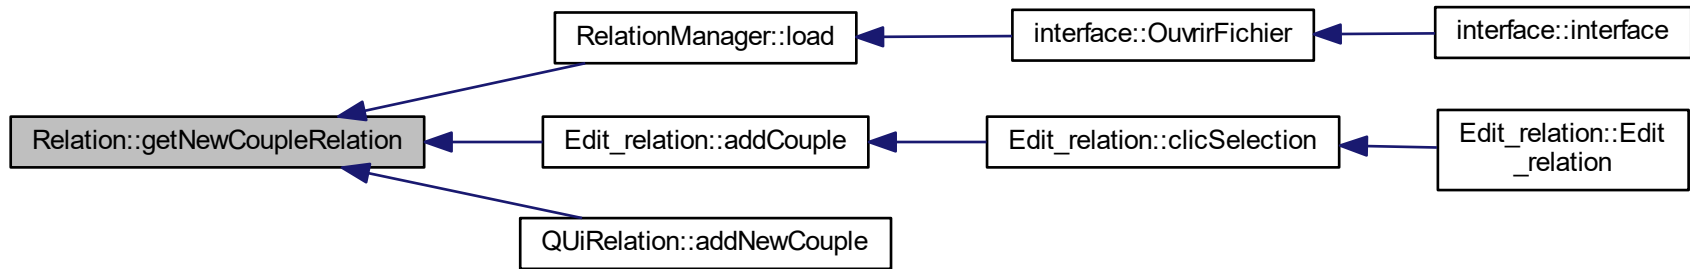 RelationManager::load
interface::OuvrirFichier
interface::interface
Relation::getNewCoupleRelation
Edit_relation::addCouple
Edit_relation::clicSelection
Edit_relation::Edit
_relation
QUiRelation::addNewCouple